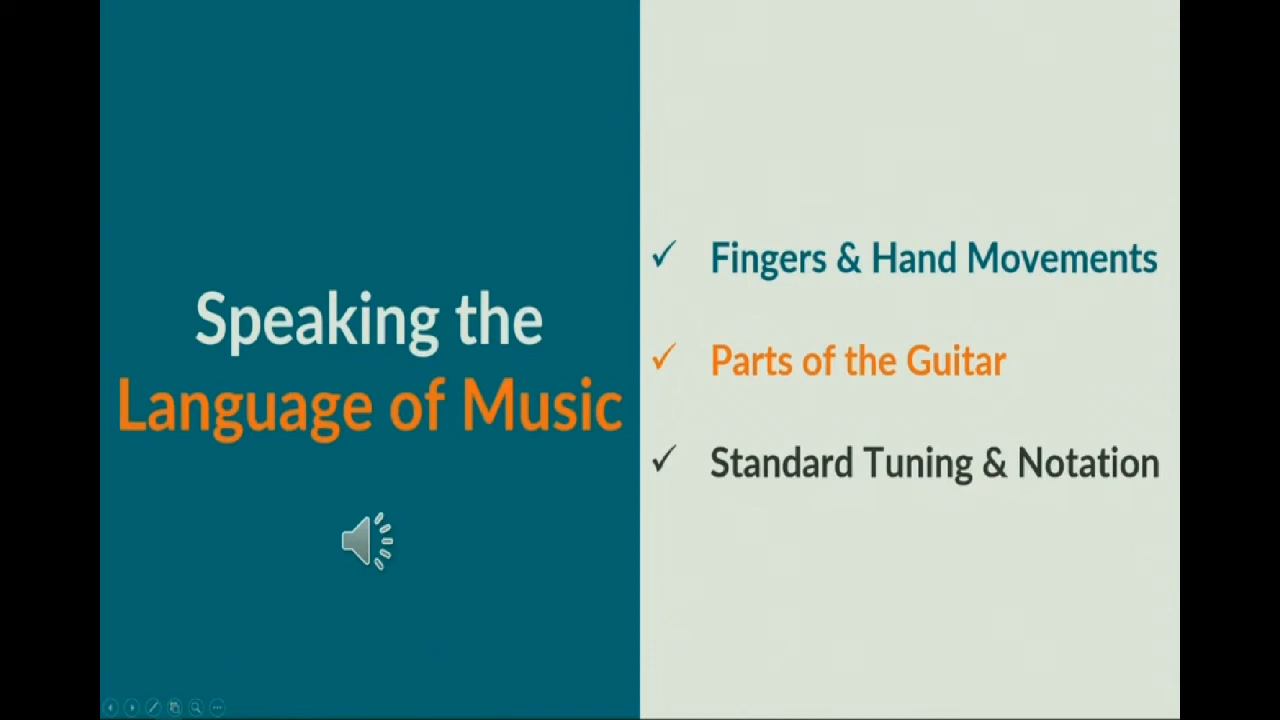 Speaking the
Language of Music
Fingers & Hand Movements
Parts of the Guitar
Standard Tuning & Notation